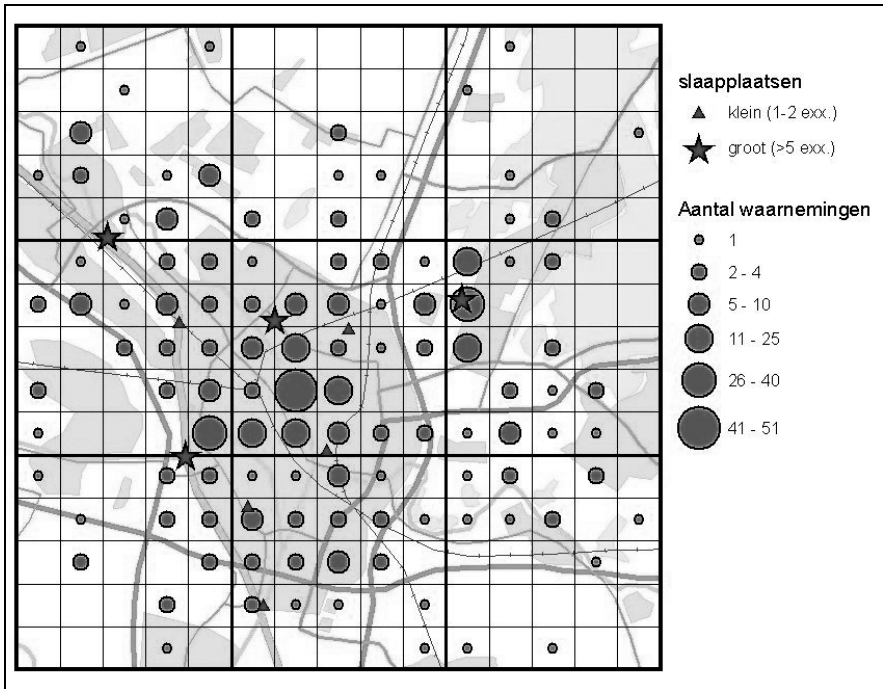 slaapplaatsen
klein (1-2 exx.)
groot (>5 exx.)
Aantal waarnemingen
1
2 - 4
5 - 10
11 - 25
26 - 40
41 - 51